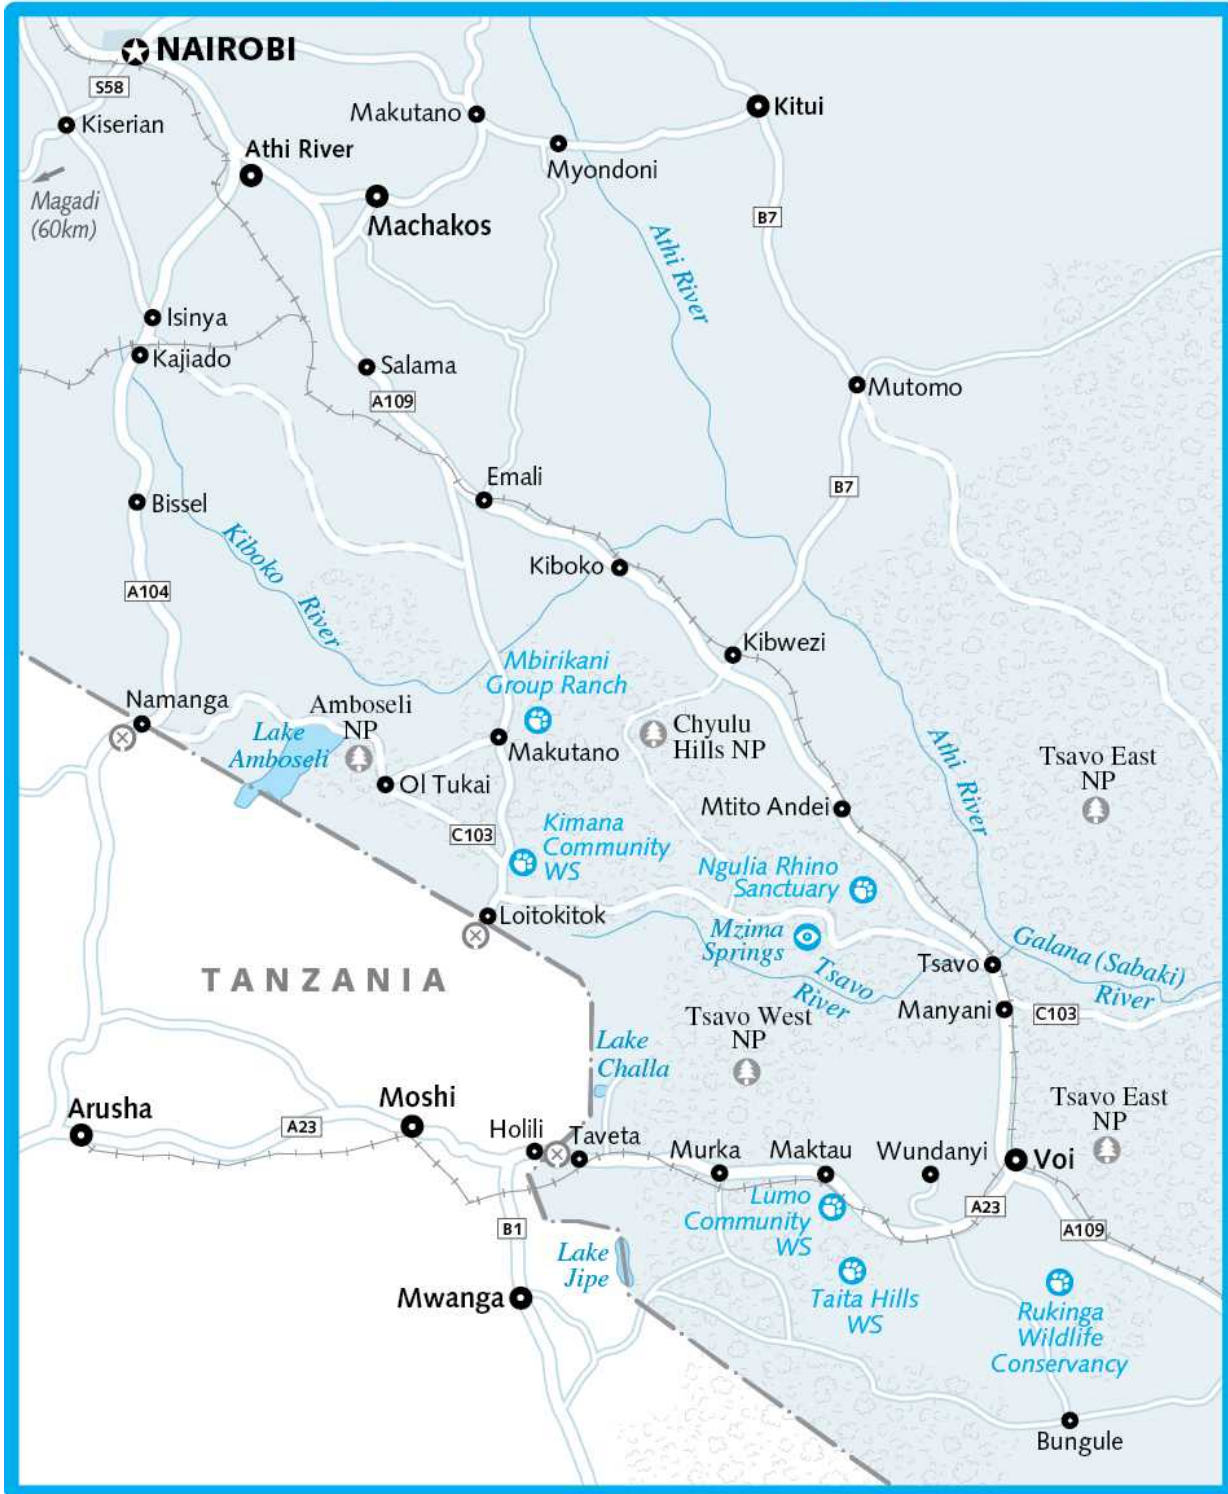 NAIROBI
S58
Kiserian
Makutano
Kitui
Athi River
Myondoni
Magadi
(60km)
Machakos
B7
Athi River
Isinya
Kajiado
Salama
A109
Mutomo
Emali
B7
Bissel
Kiboko
River
Kiboko
A104
Kibwezi
Mbirikani
Group Ranch
Namanga
Amboseli
NP
Lake
Amboseli
Makutano
Chyulu
Hills NP
Athi River
Tsavo East
NP
Ol Tukai
Mtito Andei
C103
Kimana
Community
WS
Ngulia Rhino
Sanctuary
Loitokitok
Mzima
Springs
Tsavo
River
Tsavo
Galana (Sabaki)
River
TANZANIA
Manyani
C103
Tsavo West
NP
Lake
Challa
Arusha
A23
Moshi
Holili
Taveta
Murka
Maktau
Wundanyi
Tsavo East
NP
Voi
Lumo
Community
WS
A23
A109
B1
Lake
Jipe
Mwanga
Taita Hills
WS
Rukinga
Wildlife
Conservancy
Bungule